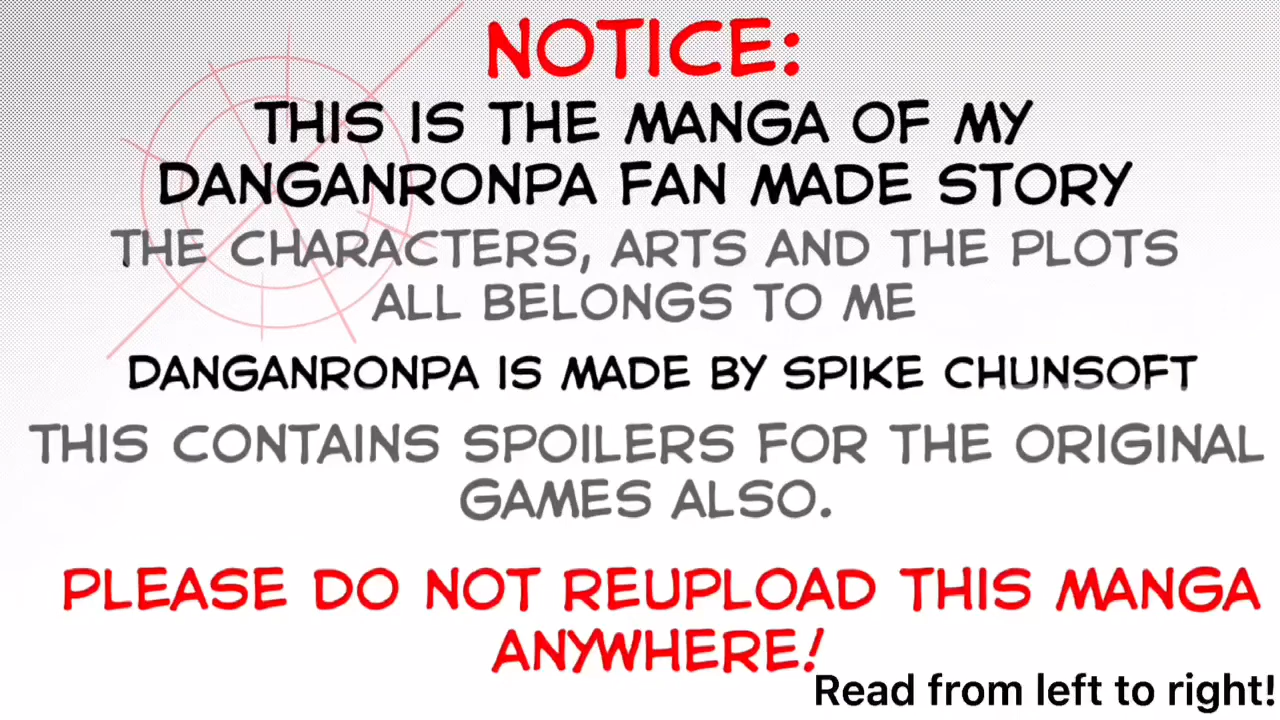 NOTICE:
THIS IS THE MANGA OF MY
DANGANRONPA FAN MADE STORY
THE CHARACTERS, ARTS AND THE PLOTS
ALL BELONGS TO ME
DANGANRONPA IS MADE BY SPIKE CHUNSOFT
THIS CONTAINS SPOILERS FOR THE ORIGINAL
GAMES ALSO.
PLEASE DO NOT REUPLOAD THIS MANGA
ANYWHERE!
Read from left to right!